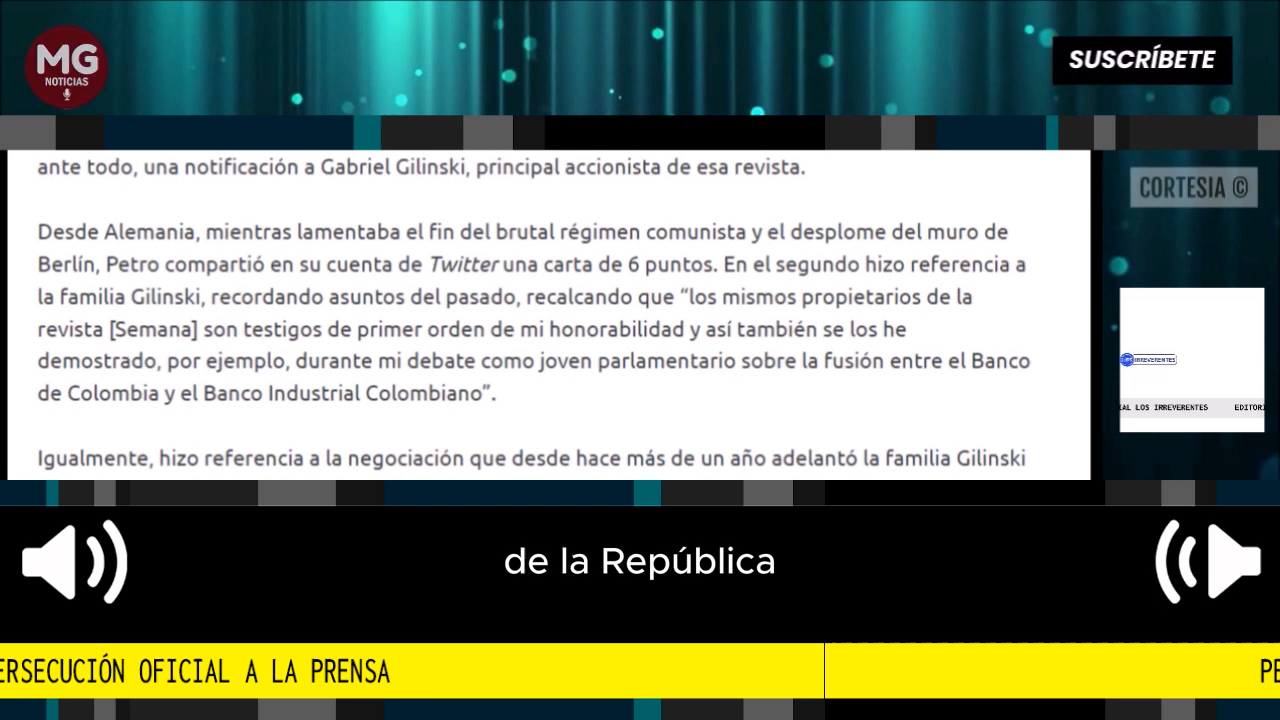 MG
NOTICIAS
SUSCRÍBETE
ante todo, una notificación a Gabriel Gilinski, principal accionista de esa revista.
CORTESIA ©
Desde Alemania, mientras lamentaba el fin del brutal régimen comunista y el desplome del muro de
Berlín, Petro compartió en su cuenta de Twitter una carta de 6 puntos. En el segundo hizo referencia a
la familia Gilinski, recordando asuntos del pasado, recalcando que “los mismos propietarios de la
revista [Semana] son testigos de primer orden de mi honorabilidad y así también se los he
demostrado, por ejemplo, durante mi debate como joven parlamentario sobre la fusión entre el Banco
de Colombia y el Banco Industrial Colombiano”.
Igualmente, hizo referencia a la negociación que desde hace más de un año adelantó la familia Gilinski
IRREVERENTES
IAL LOS IRREVERENTES EDITORI
de la República
ERSECUCIÓN OFICIAL A LA PRENSA
PE